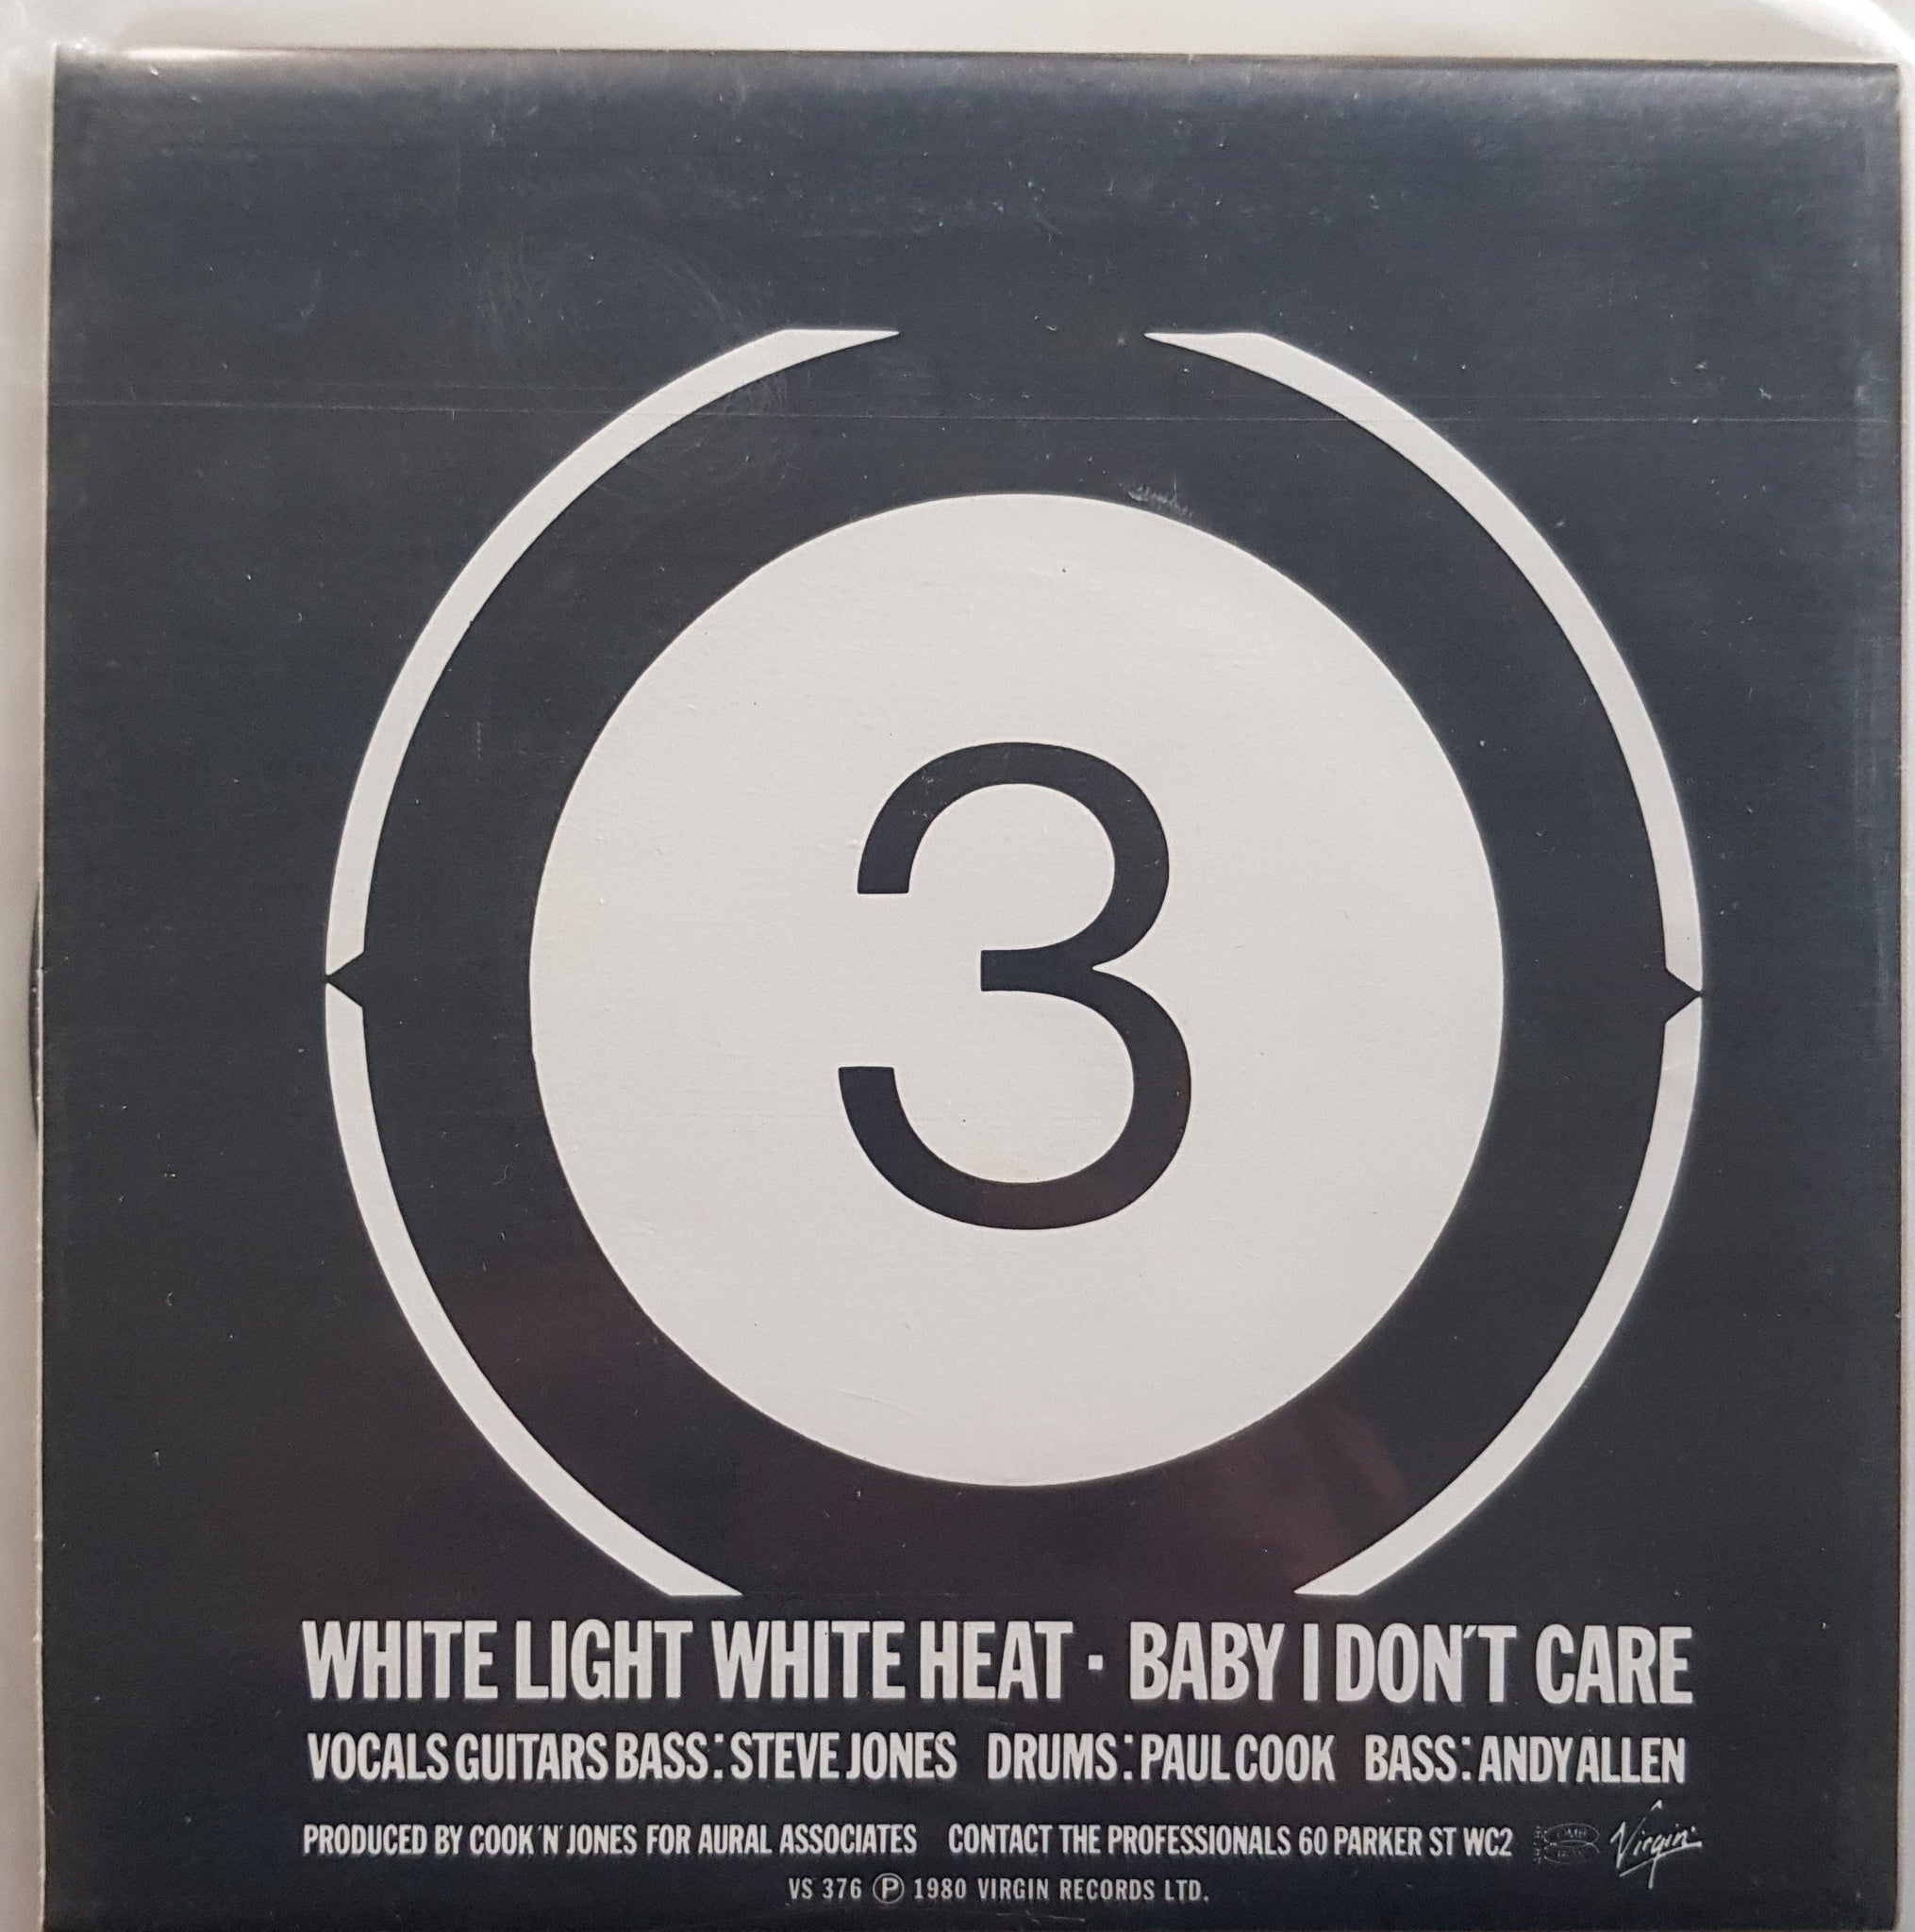 3
WHITE LIGHT WHITE HEAT · BABY I DON'T CARE
VOCALS GUITARS BASS: STEVE JONES DRUMS: PAUL COOK BASS: ANDY ALLEN
PRODUCED BY COOK 'N' JONES FOR AURAL ASSOCIATES CONTACT THE PROFESSIONALS 60 PARKER ST WC2 Virgin
VS 376 Ⓟ 1980 VIRGIN RECORDS LTD.